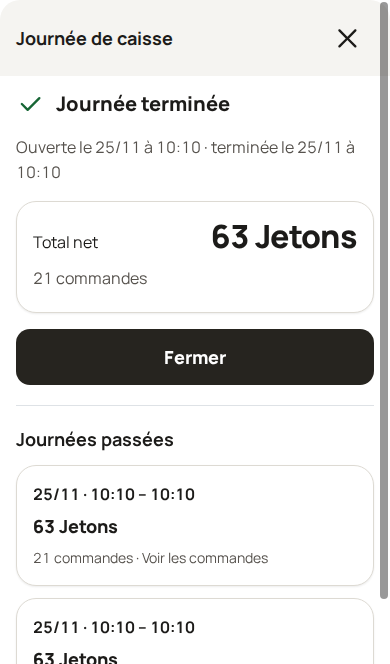 Journée de caisse
Journée terminée
Ouverte le 25/11 à 10:10 · terminée le 25/11 à
10:10
Total net
63 Jetons
21 commandes
Fermer
Journées passées
25/11 · 10:10 – 10:10
63 Jetons
21 commandes · Voir les commandes
25/11 · 10:10 – 10:10
63 Jetons